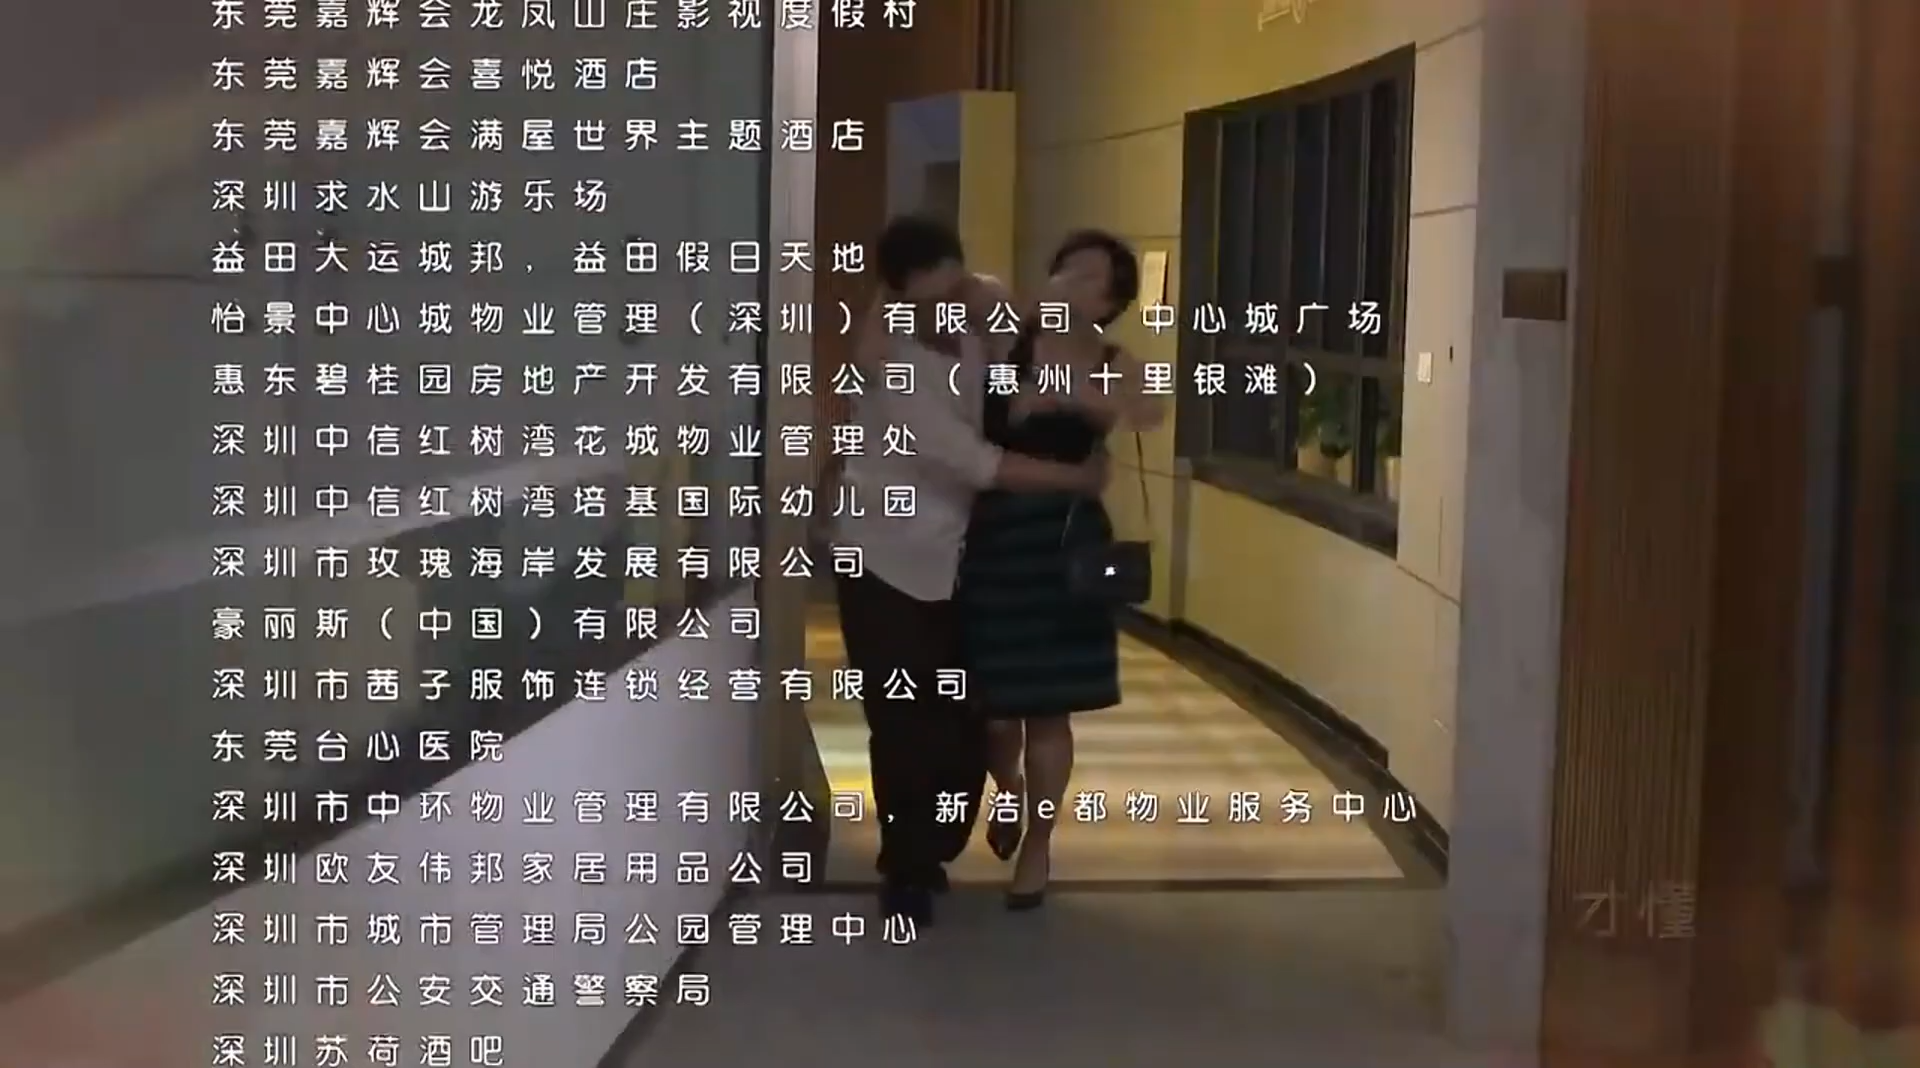 东莞嘉辉会龙凤山庄影视度假村
东莞嘉辉会喜悦酒店
东莞嘉辉会满屋世界主题酒店
深圳求水山游乐场
益田大运城邦，益田假日天地
怡景中心城物业管理（深圳）有限公司、中心城广场
惠东碧桂园房地产开发有限公司（惠州十里银滩）
深圳中信红树湾花城物业管理处
深圳中信红树湾培基国际幼儿园
深圳市玫瑰海岸发展有限公司
豪丽斯（中国）有限公司
深圳市茜子服饰连锁经营有限公司
东莞台心医院
深圳市中环物业管理有限公司，新浩e都物业服务中心
深圳欧友伟邦家居用品公司
深圳市城市管理局公园管理中心
深圳市公安交通警察局
深圳苏荷酒吧
才懂